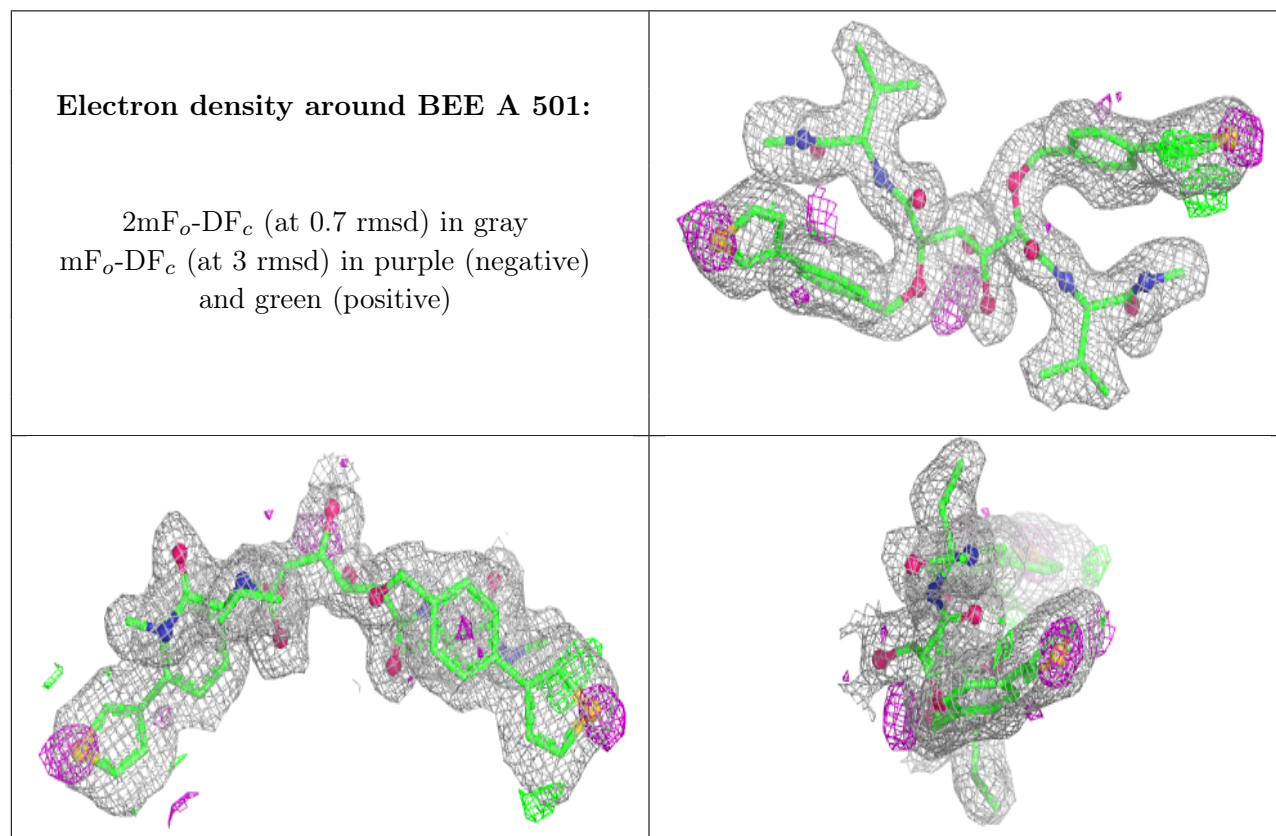 Electron density around BEE A 501:
2mFₒ-DF𝒸 (at 0.7 rmsd) in gray
mFₒ-DF𝒸 (at 3 rmsd) in purple (negative)
and green (positive)